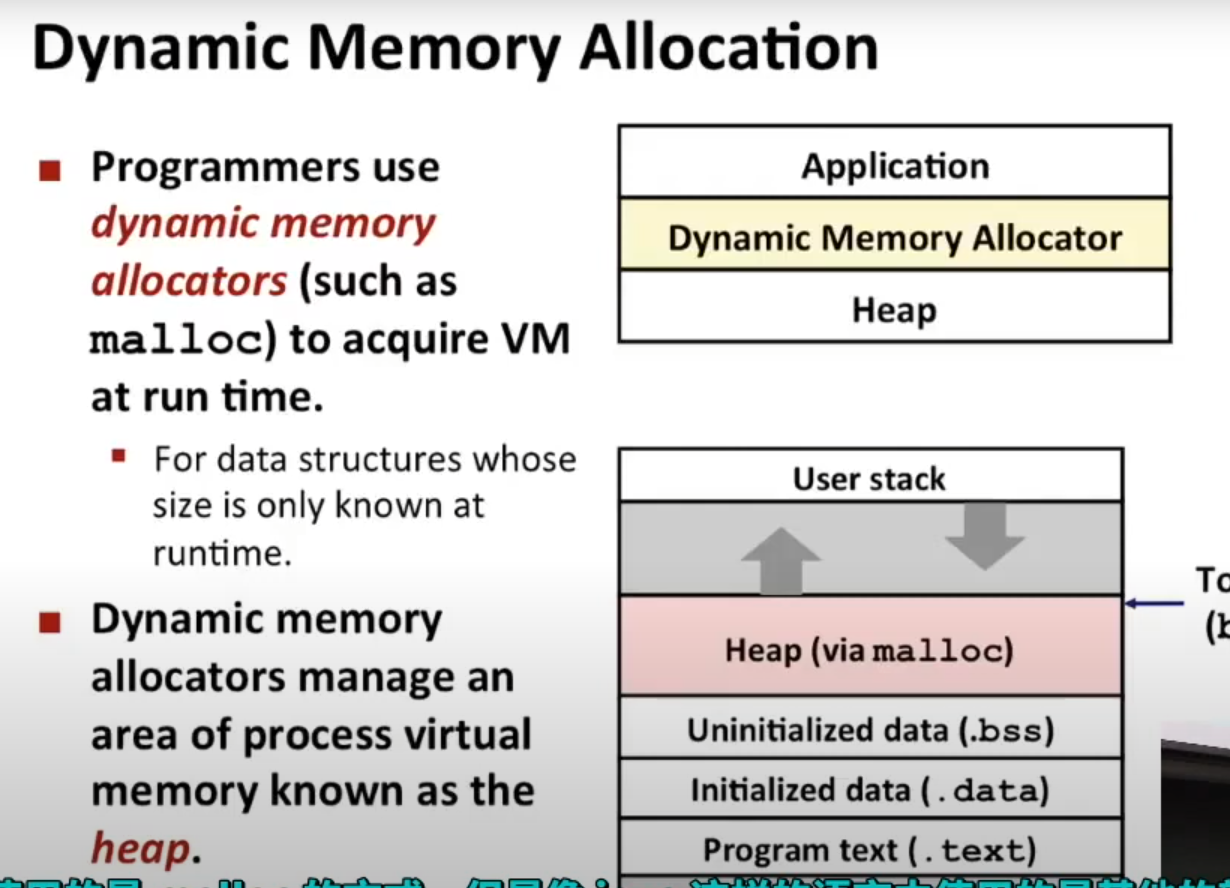 Dynamic Memory Allocation
Programmers use
dynamic memory
allocators (such as
malloc) to acquire VM
at run time.
For data structures whose
size is only known at
runtime.
Dynamic memory
allocators manage an
area of process virtual
memory known as the
heap.
Application
Dynamic Memory Allocator
Heap
User stack
Heap (via malloc)
Uninitialized data (.bss)
Initialized data (.data)
Program text (.text)